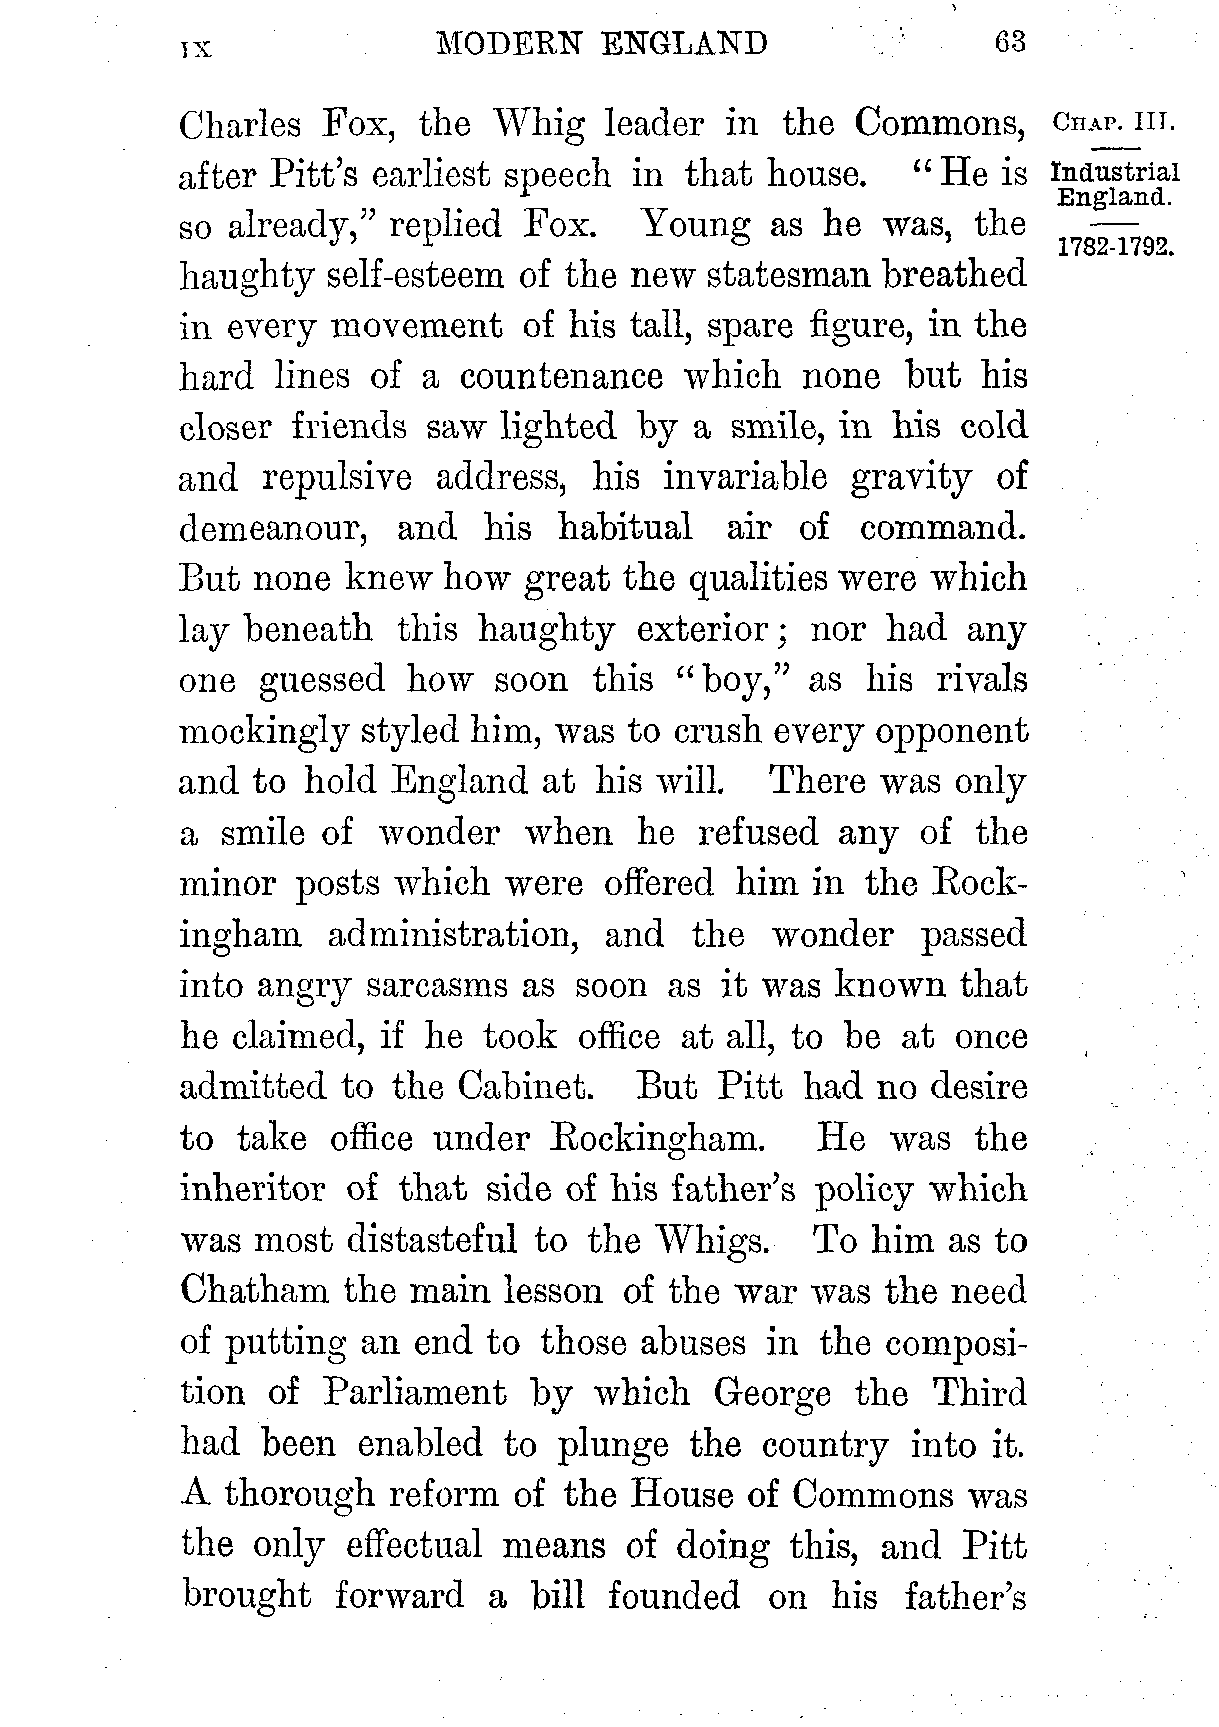 IX MODERN ENGLAND 63
Charles Fox, the Whig leader in the Commons,
after Pitt's earliest speech in that house. “He is
so already,” replied Fox. Young as he was, the
haughty self-esteem of the new statesman breathed
in every movement of his tall, spare figure, in the
hard lines of a countenance which none but his
closer friends saw lighted by a smile, in his cold
and repulsive address, his invariable gravity of
demeanour, and his habitual air of command.
But none knew how great the qualities were which
lay beneath this haughty exterior; nor had any
one guessed how soon this “boy,” as his rivals
mockingly styled him, was to crush every opponent
and to hold England at his will. There was only
a smile of wonder when he refused any of the
minor posts which were offered him in the Rock-
ingham administration, and the wonder passed
into angry sarcasms as soon as it was known that
he claimed, if he took office at all, to be at once
admitted to the Cabinet. But Pitt had no desire
to take office under Rockingham. He was the
inheritor of that side of his father's policy which
was most distasteful to the Whigs. To him as to
Chatham the main lesson of the war was the need
of putting an end to those abuses in the composi-
tion of Parliament by which George the Third
had been enabled to plunge the country into it.
A thorough reform of the House of Commons was
the only effectual means of doing this, and Pitt
brought forward a bill founded on his father's
CHAP. III.
Industrial
England.
1782-1792.